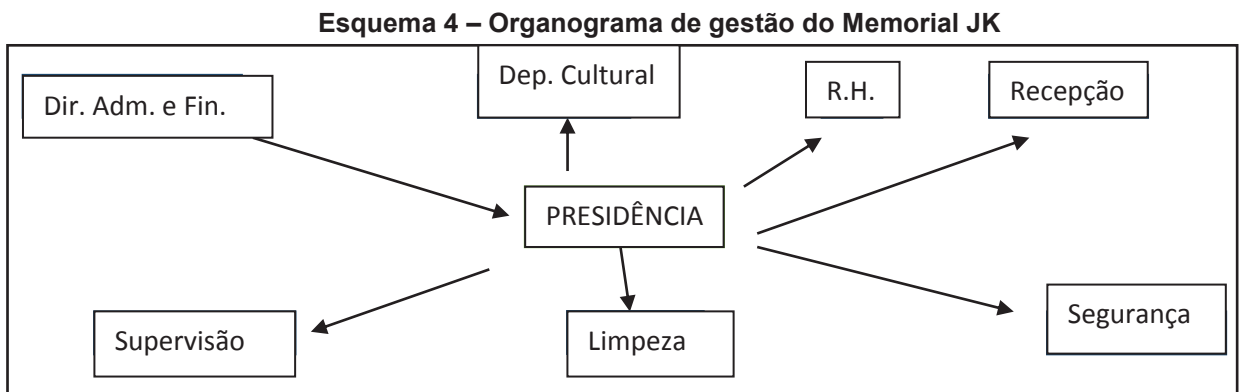 Esquema 4 – Organograma de gestão do Memorial JK
Dir. Adm. e Fin.
Dep. Cultural
R.H.
Recepção
PRESIDÊNCIA
Supervisão
Limpeza
Segurança